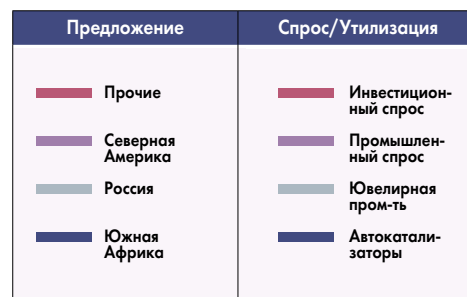 Предложение
Спрос/Утилизация
Прочие
Северная
Америка
Россия
Южная
Африка
Инвестицион-
ный спрос
Промышлен-
ный спрос
Ювелирная
пром-ть
Автокатали-
заторы